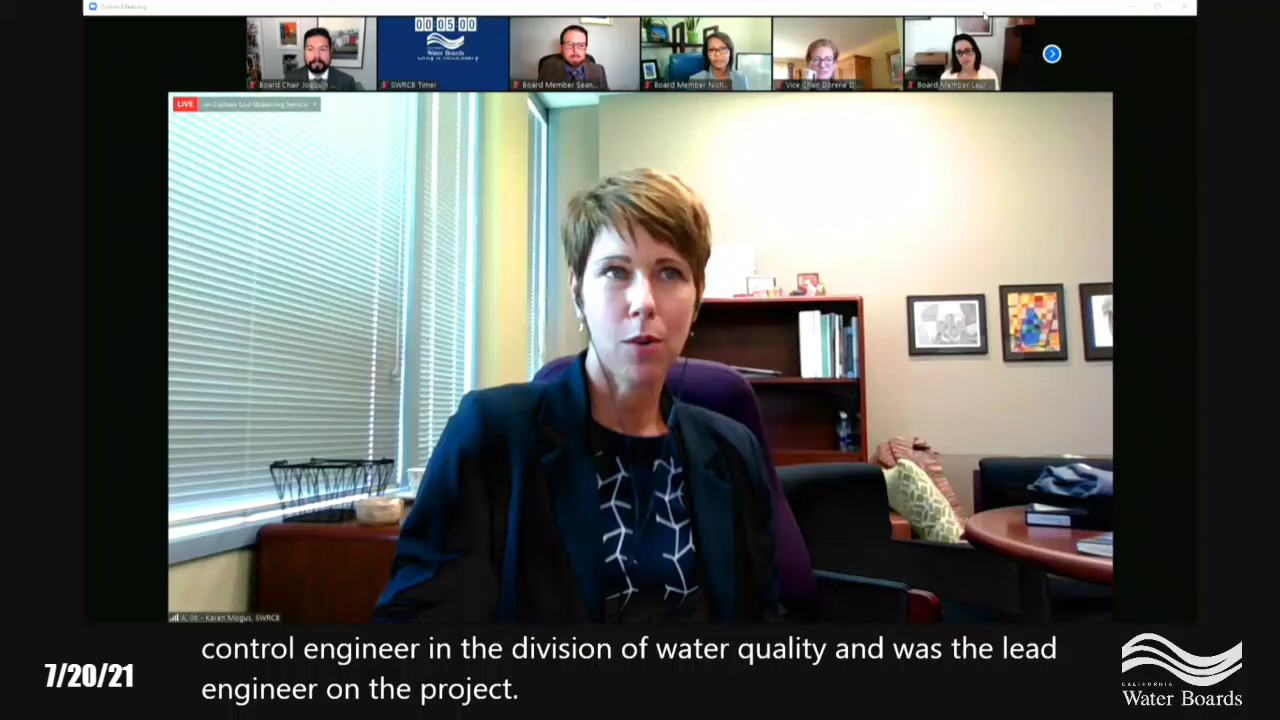 Zoom Meeting
00:05:00
CALIFORNIA
Water Boards
Board Chair Joaquin
SWRCB Timer
Board Member Sean...
Board Member Nich...
Vice Chair Dorene D...
Board Member Laur...
LIVE
on Custom Live Streaming Service
A, 06 - Karen Mogus, SWRCB
control engineer in the division of water quality and was the lead
engineer on the project.
7/20/21
CALIFORNIA
Water Boards